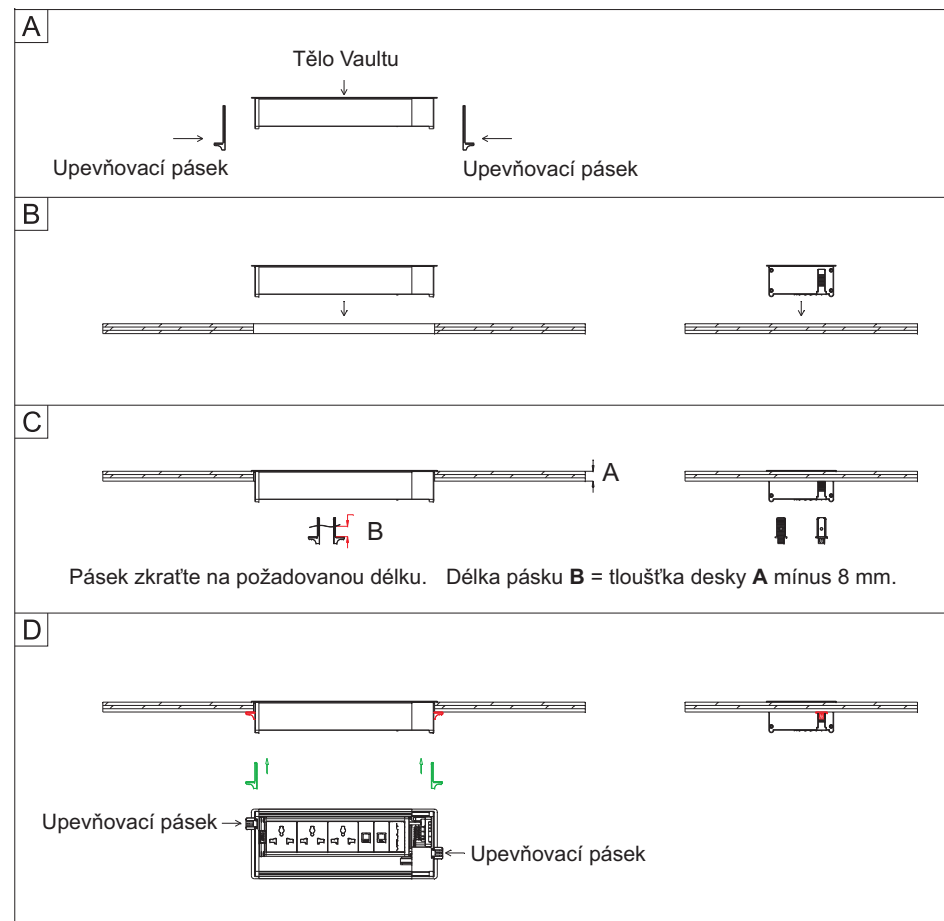 A
Tělo Vaultu
Upevňovací pásek
Upevňovací pásek
B
C
A
B
Pásek zkraťte na požadovanou délku. Délka pásku B = tloušťka desky A mínus 8 mm.
D
Upevňovací pásek
Upevňovací pásek